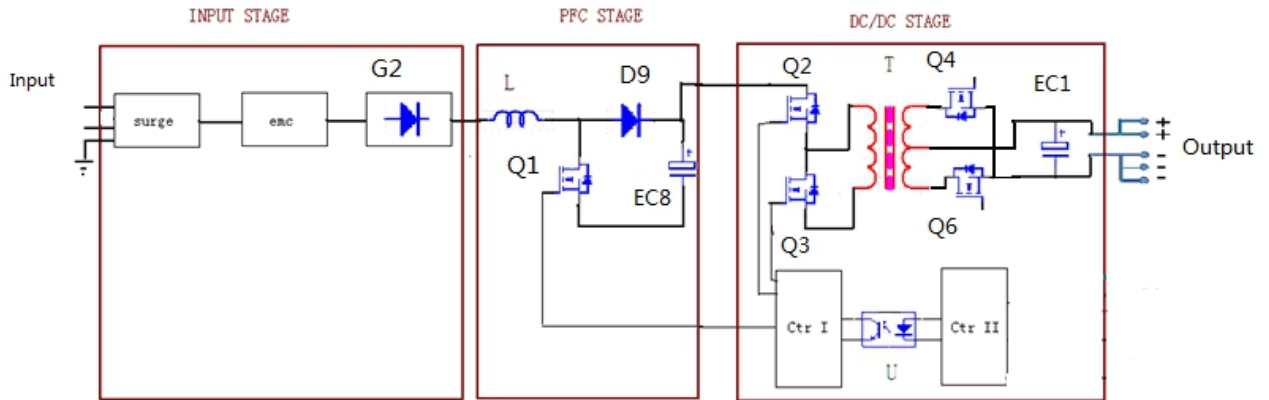 INPUT STAGE
PFC STAGE
DC/DC STAGE
Input
surge
emc
G2
L
D9
Q1
EC8
Q2
T
Q4
EC1
Q3
Q6
+
+
-
-
-
Output
Ctr I
U
Ctr II